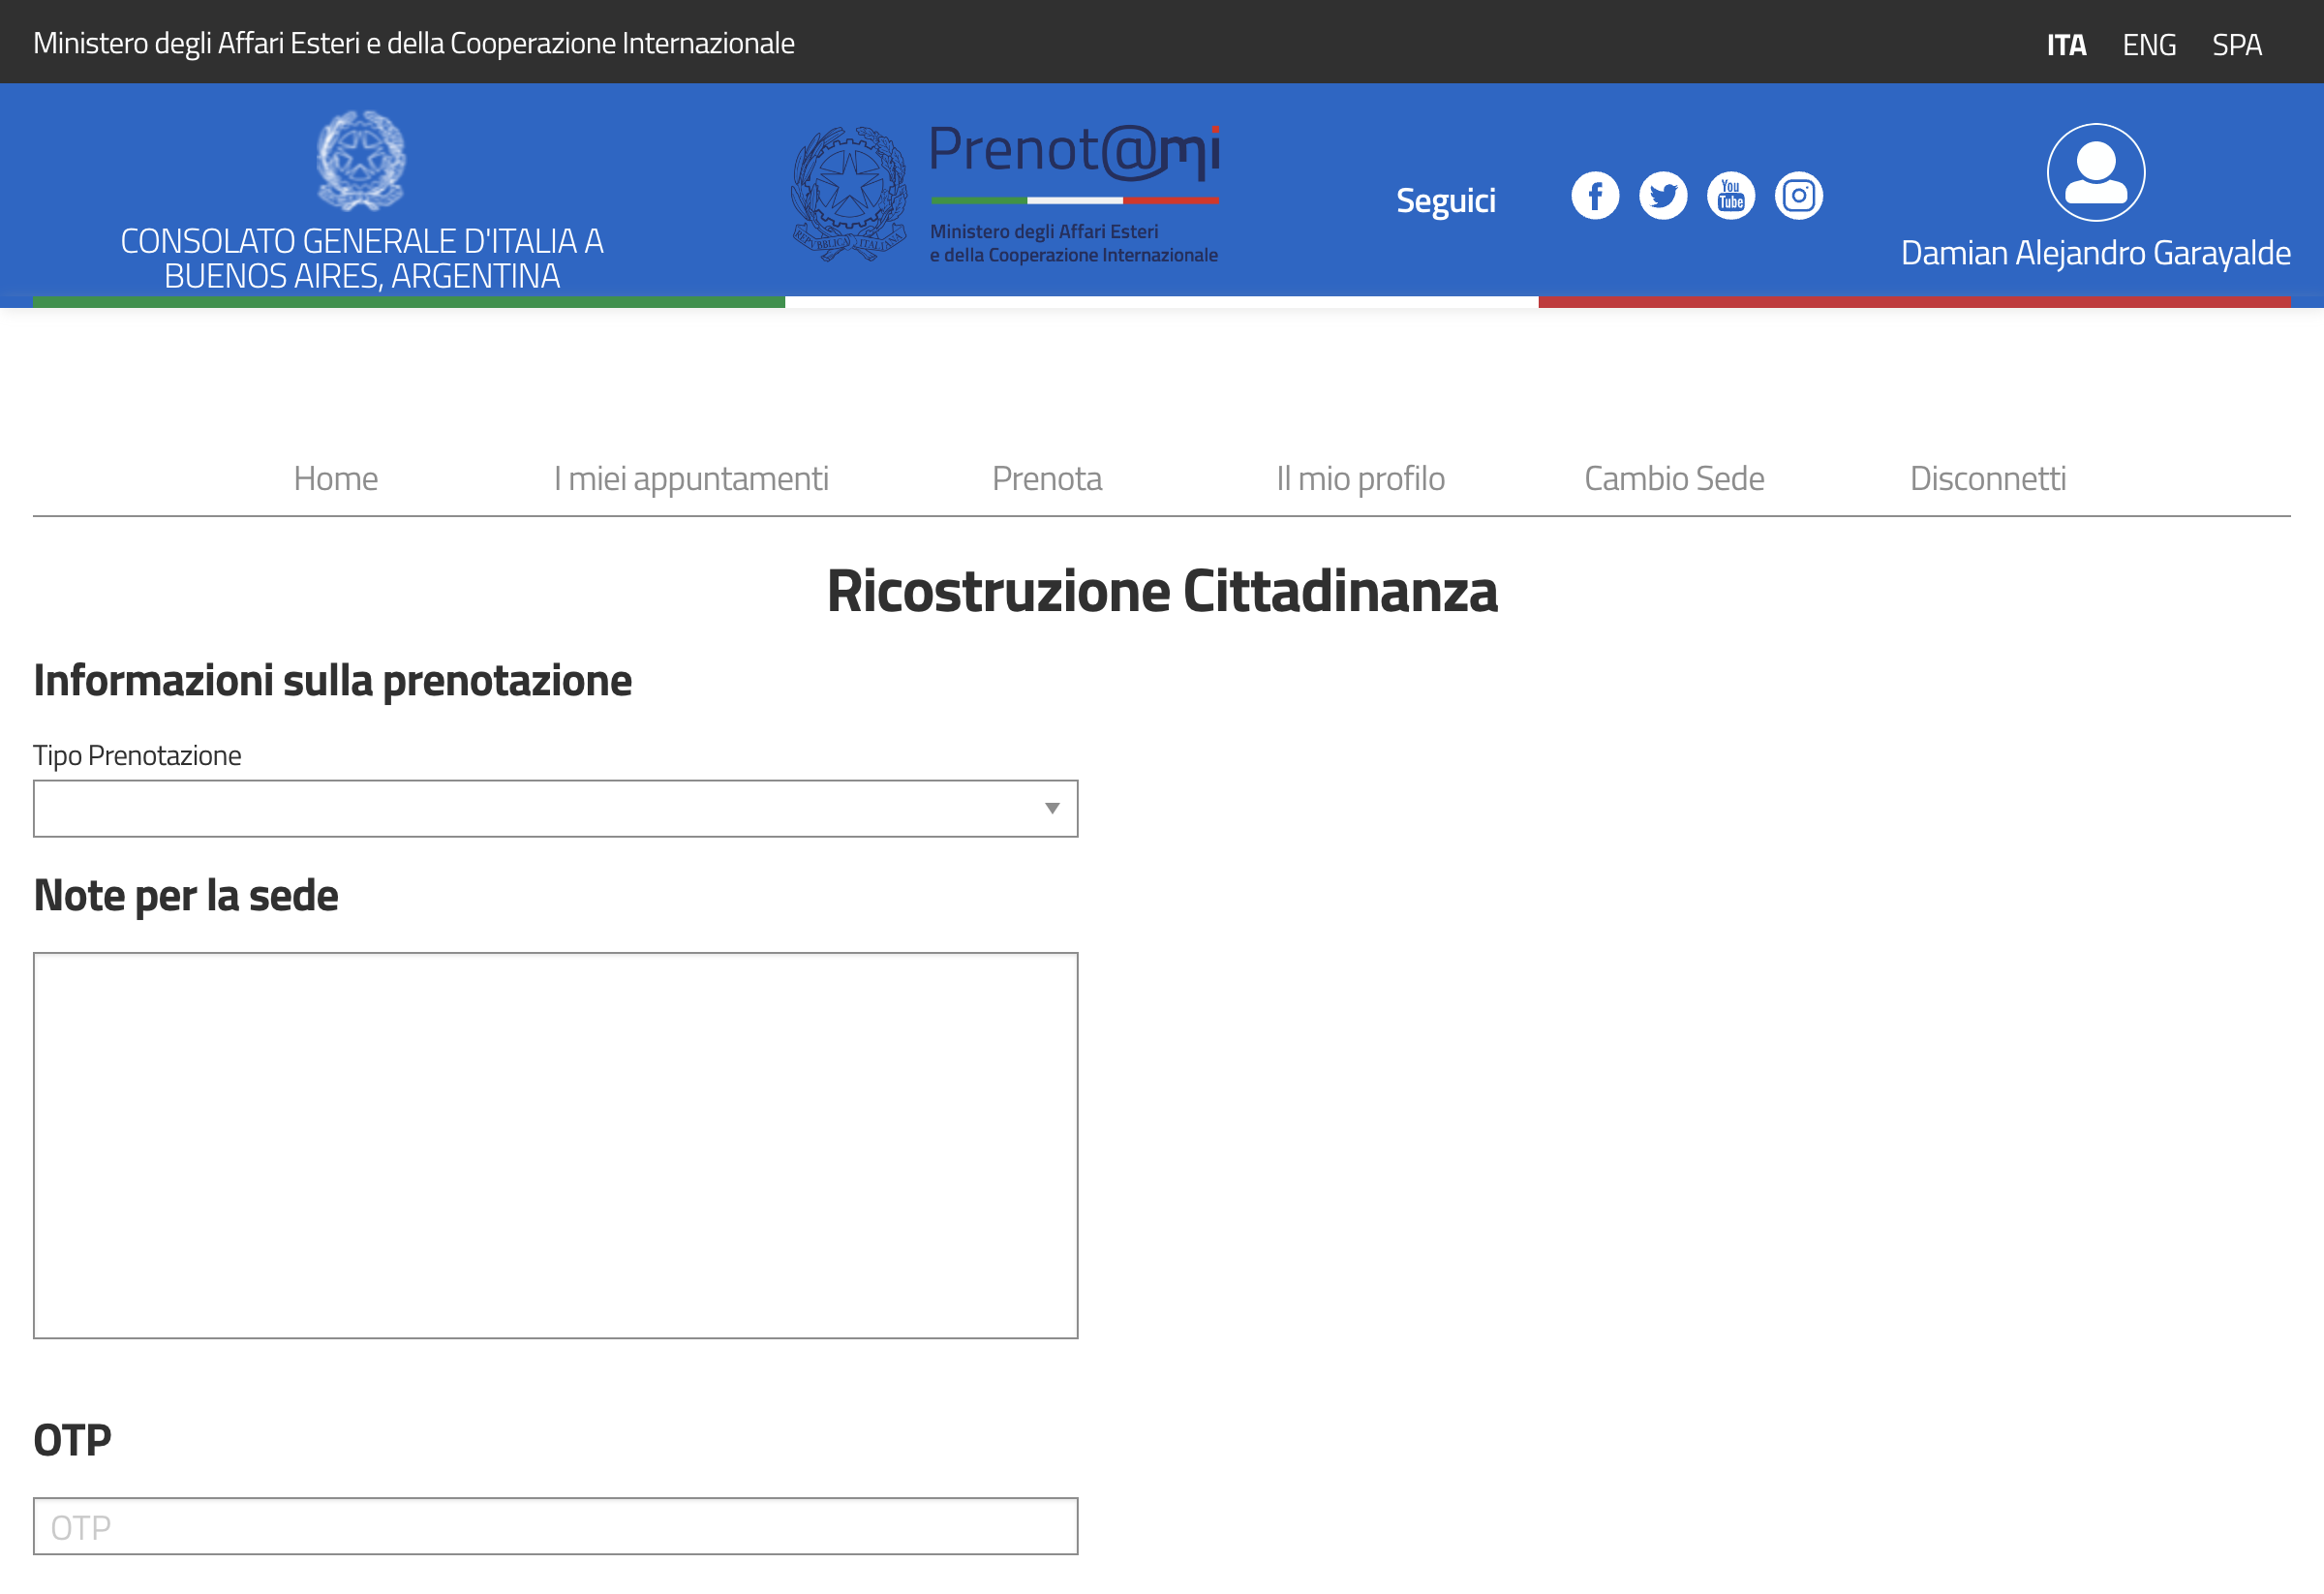 Ministero degli Affari Esteri e della Cooperazione Internazionale
ITA ENG SPA
CONSOLATO GENERALE D'ITALIA A
BUENOS AIRES, ARGENTINA
REPVBBLICA ITALIANA
Prenot@mi
Ministero degli Affari Esteri
e della Cooperazione Internazionale
Seguici
You
Tube
Damian Alejandro Garayalde
Home I miei appuntamenti Prenota Il mio profilo Cambio Sede Disconnetti
Ricostruzione Cittadinanza
Informazioni sulla prenotazione
Tipo Prenotazione
Note per la sede
OTP
OTP